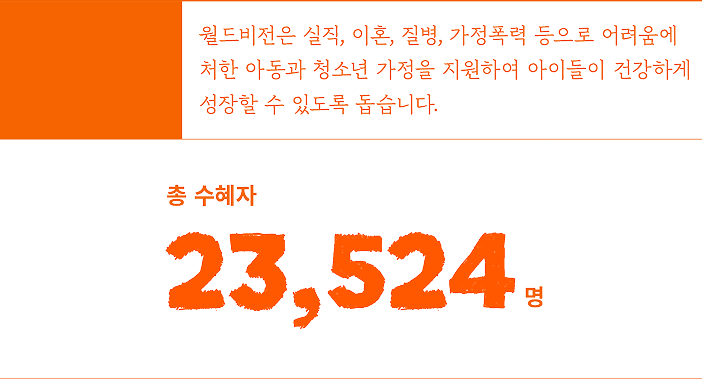 월드비전은 실직, 이혼, 질병, 가정폭력 등으로 어려움에
처한 아동과 청소년 가정을 지원하여 아이들이 건강하게
성장할 수 있도록 돕습니다.
총 수혜자
23,524 명